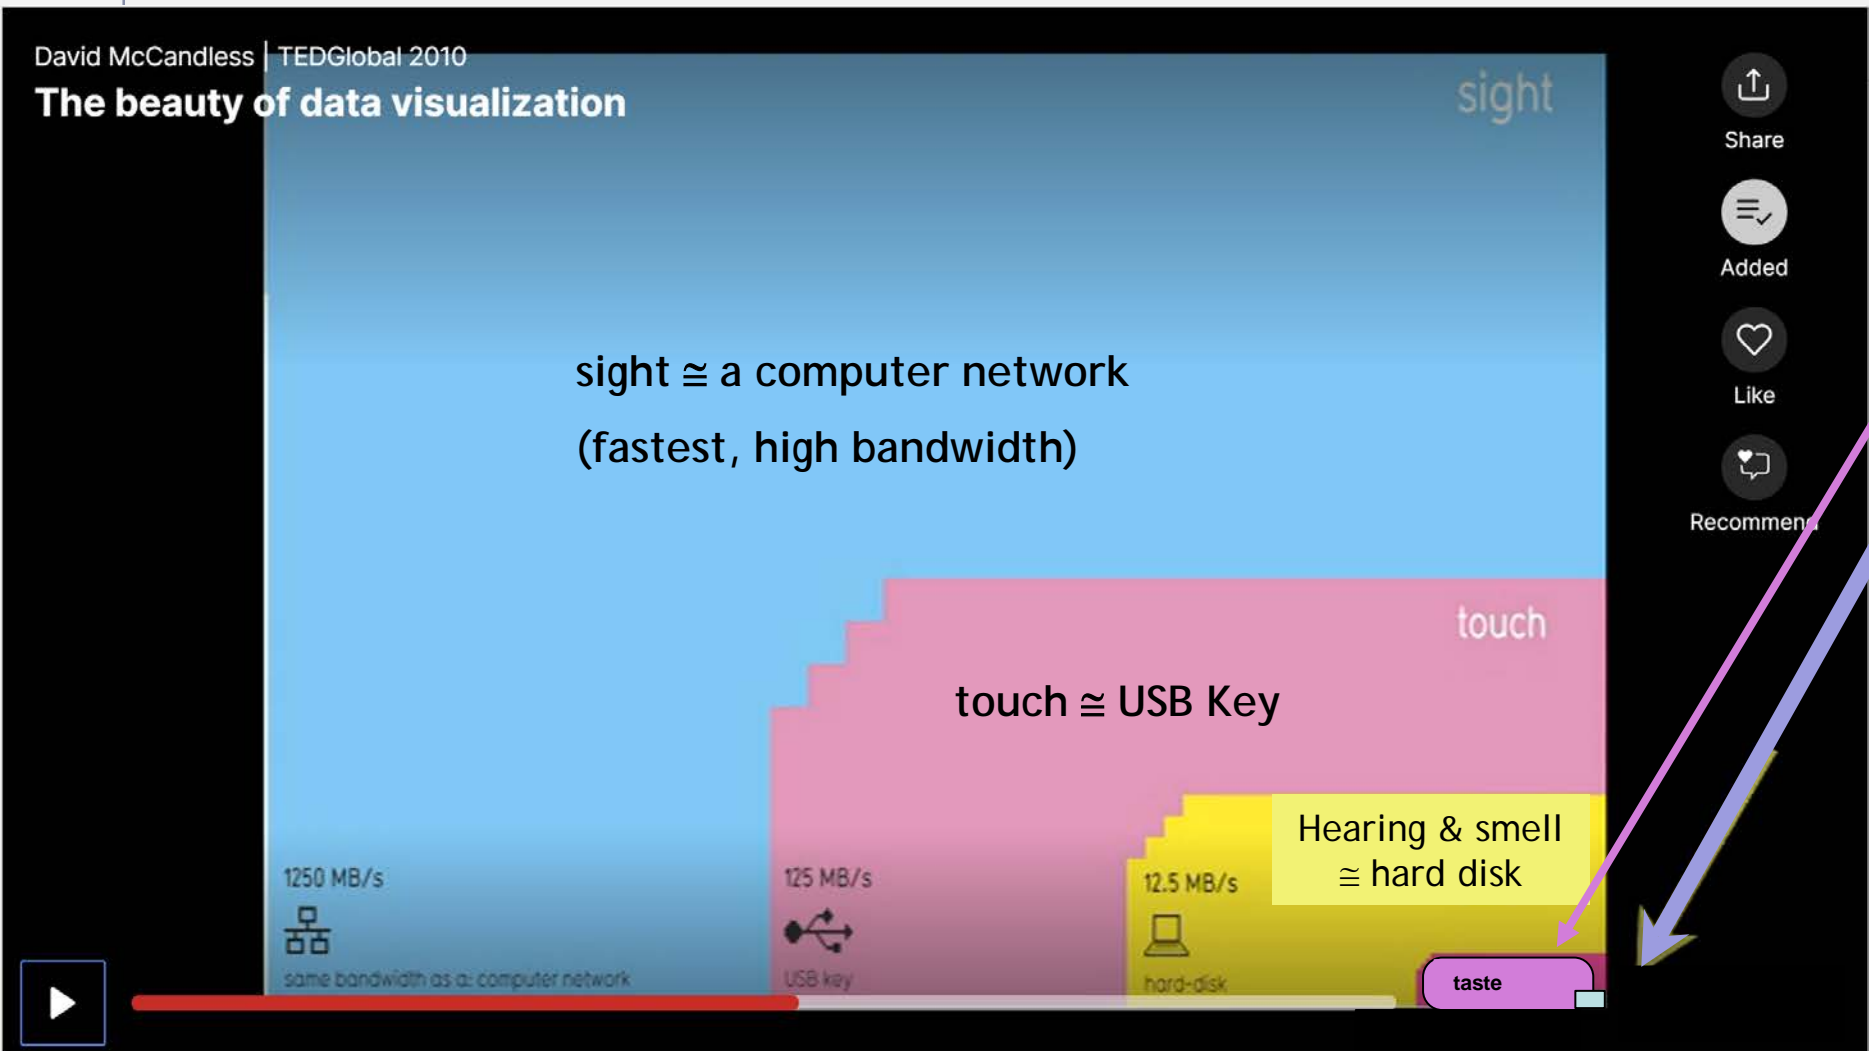 David McCandless | TEDGlobal 2010
The beauty of data visualization
sight
Share
Added
Like
Recommend
sight ≅ a computer network
(fastest, high bandwidth)
touch
touch ≅ USB Key
Hearing & smell
≅ hard disk
1250 MB/s
125 MB/s
12.5 MB/s
same bandwidth as a: computer network
USB key
hard-disk
taste